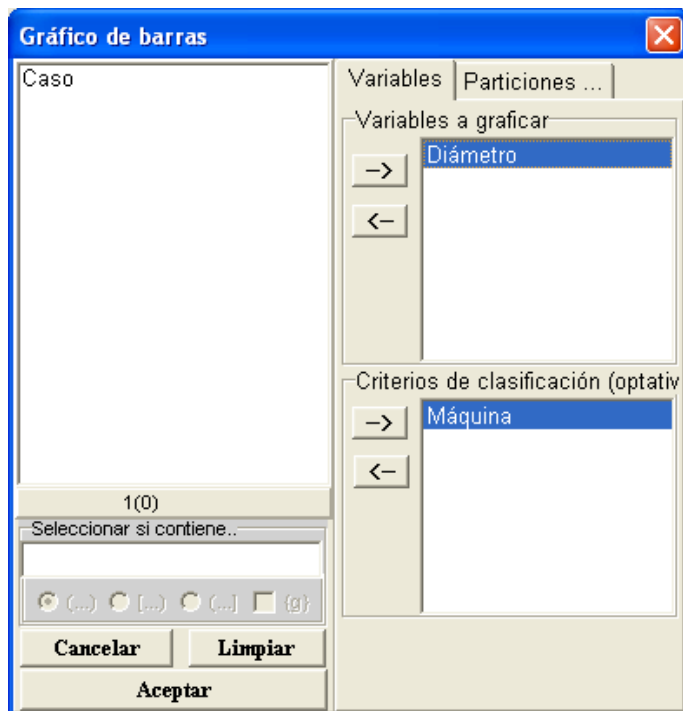 Gráfico de barras
Caso
1(0)
Seleccionar si contiene..
(...) [...) (...] {g}
Cancelar Limpiar
Aceptar
Variables Particiones ...
Variables a graficar
-->
<--
Diámetro
Criterios de clasificación (optativ
-->
<--
Máquina